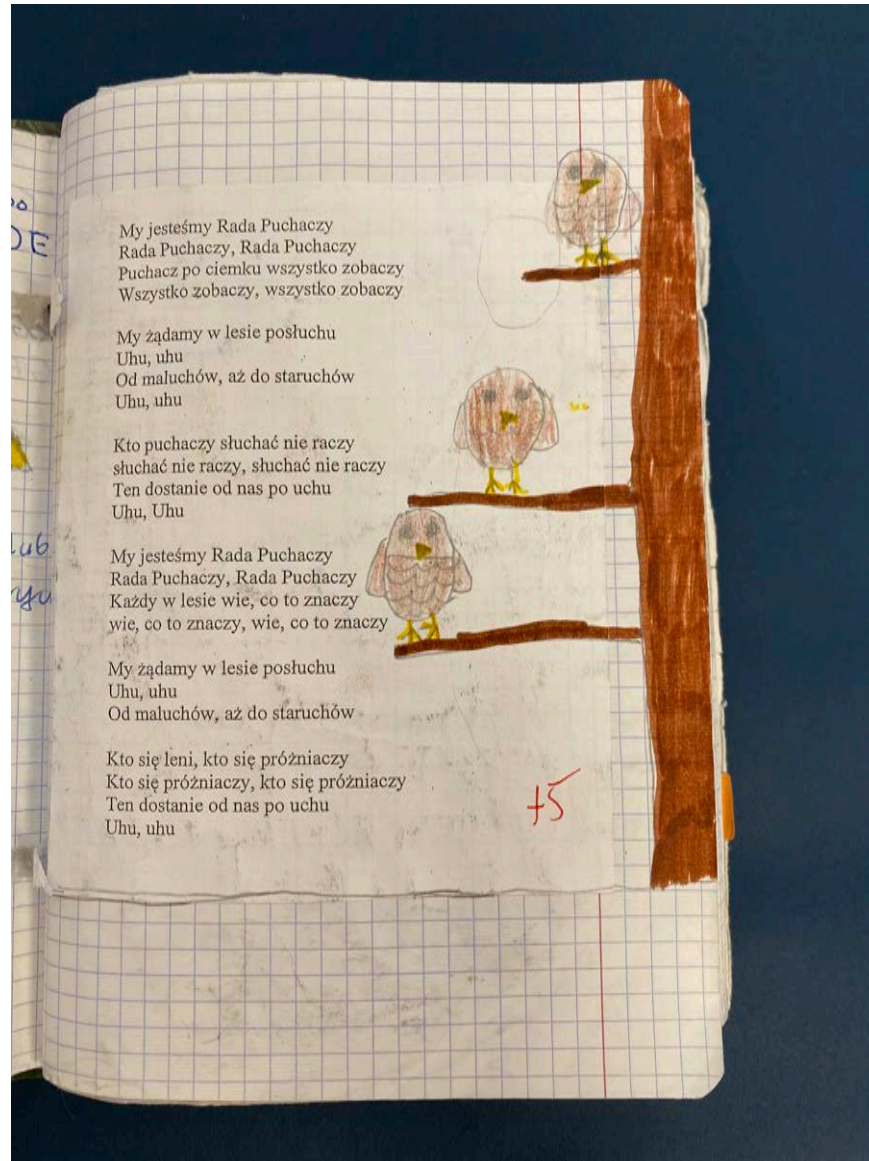 DE
lub
My jesteśmy Rada Puchaczy
Rada Puchaczy, Rada Puchaczy
Puchacz po ciemku wszystko zobaczy
Wszystko zobaczy, wszystko zobaczy
My żądamy w lesie posłuchu
Uhu, uhu
Od maluchów, aż do staruchów
Uhu, uhu
Kto puchaczy słuchać nie raczy
słuchać nie raczy, słuchać nie raczy
Ten dostanie od nas po uchu
Uhu, Uhu
My jesteśmy Rada Puchaczy
Rada Puchaczy, Rada Puchaczy
Każdy w lesie wie, co to znaczy
wie, co to znaczy, wie, co to znaczy
My żądamy w lesie posłuchu
Uhu, uhu
Od maluchów, aż do staruchów
Kto się leni, kto się próżniaczy
Kto się próżniaczy, kto się próżniaczy
Ten dostanie od nas po uchu
Uhu, uhu
+5